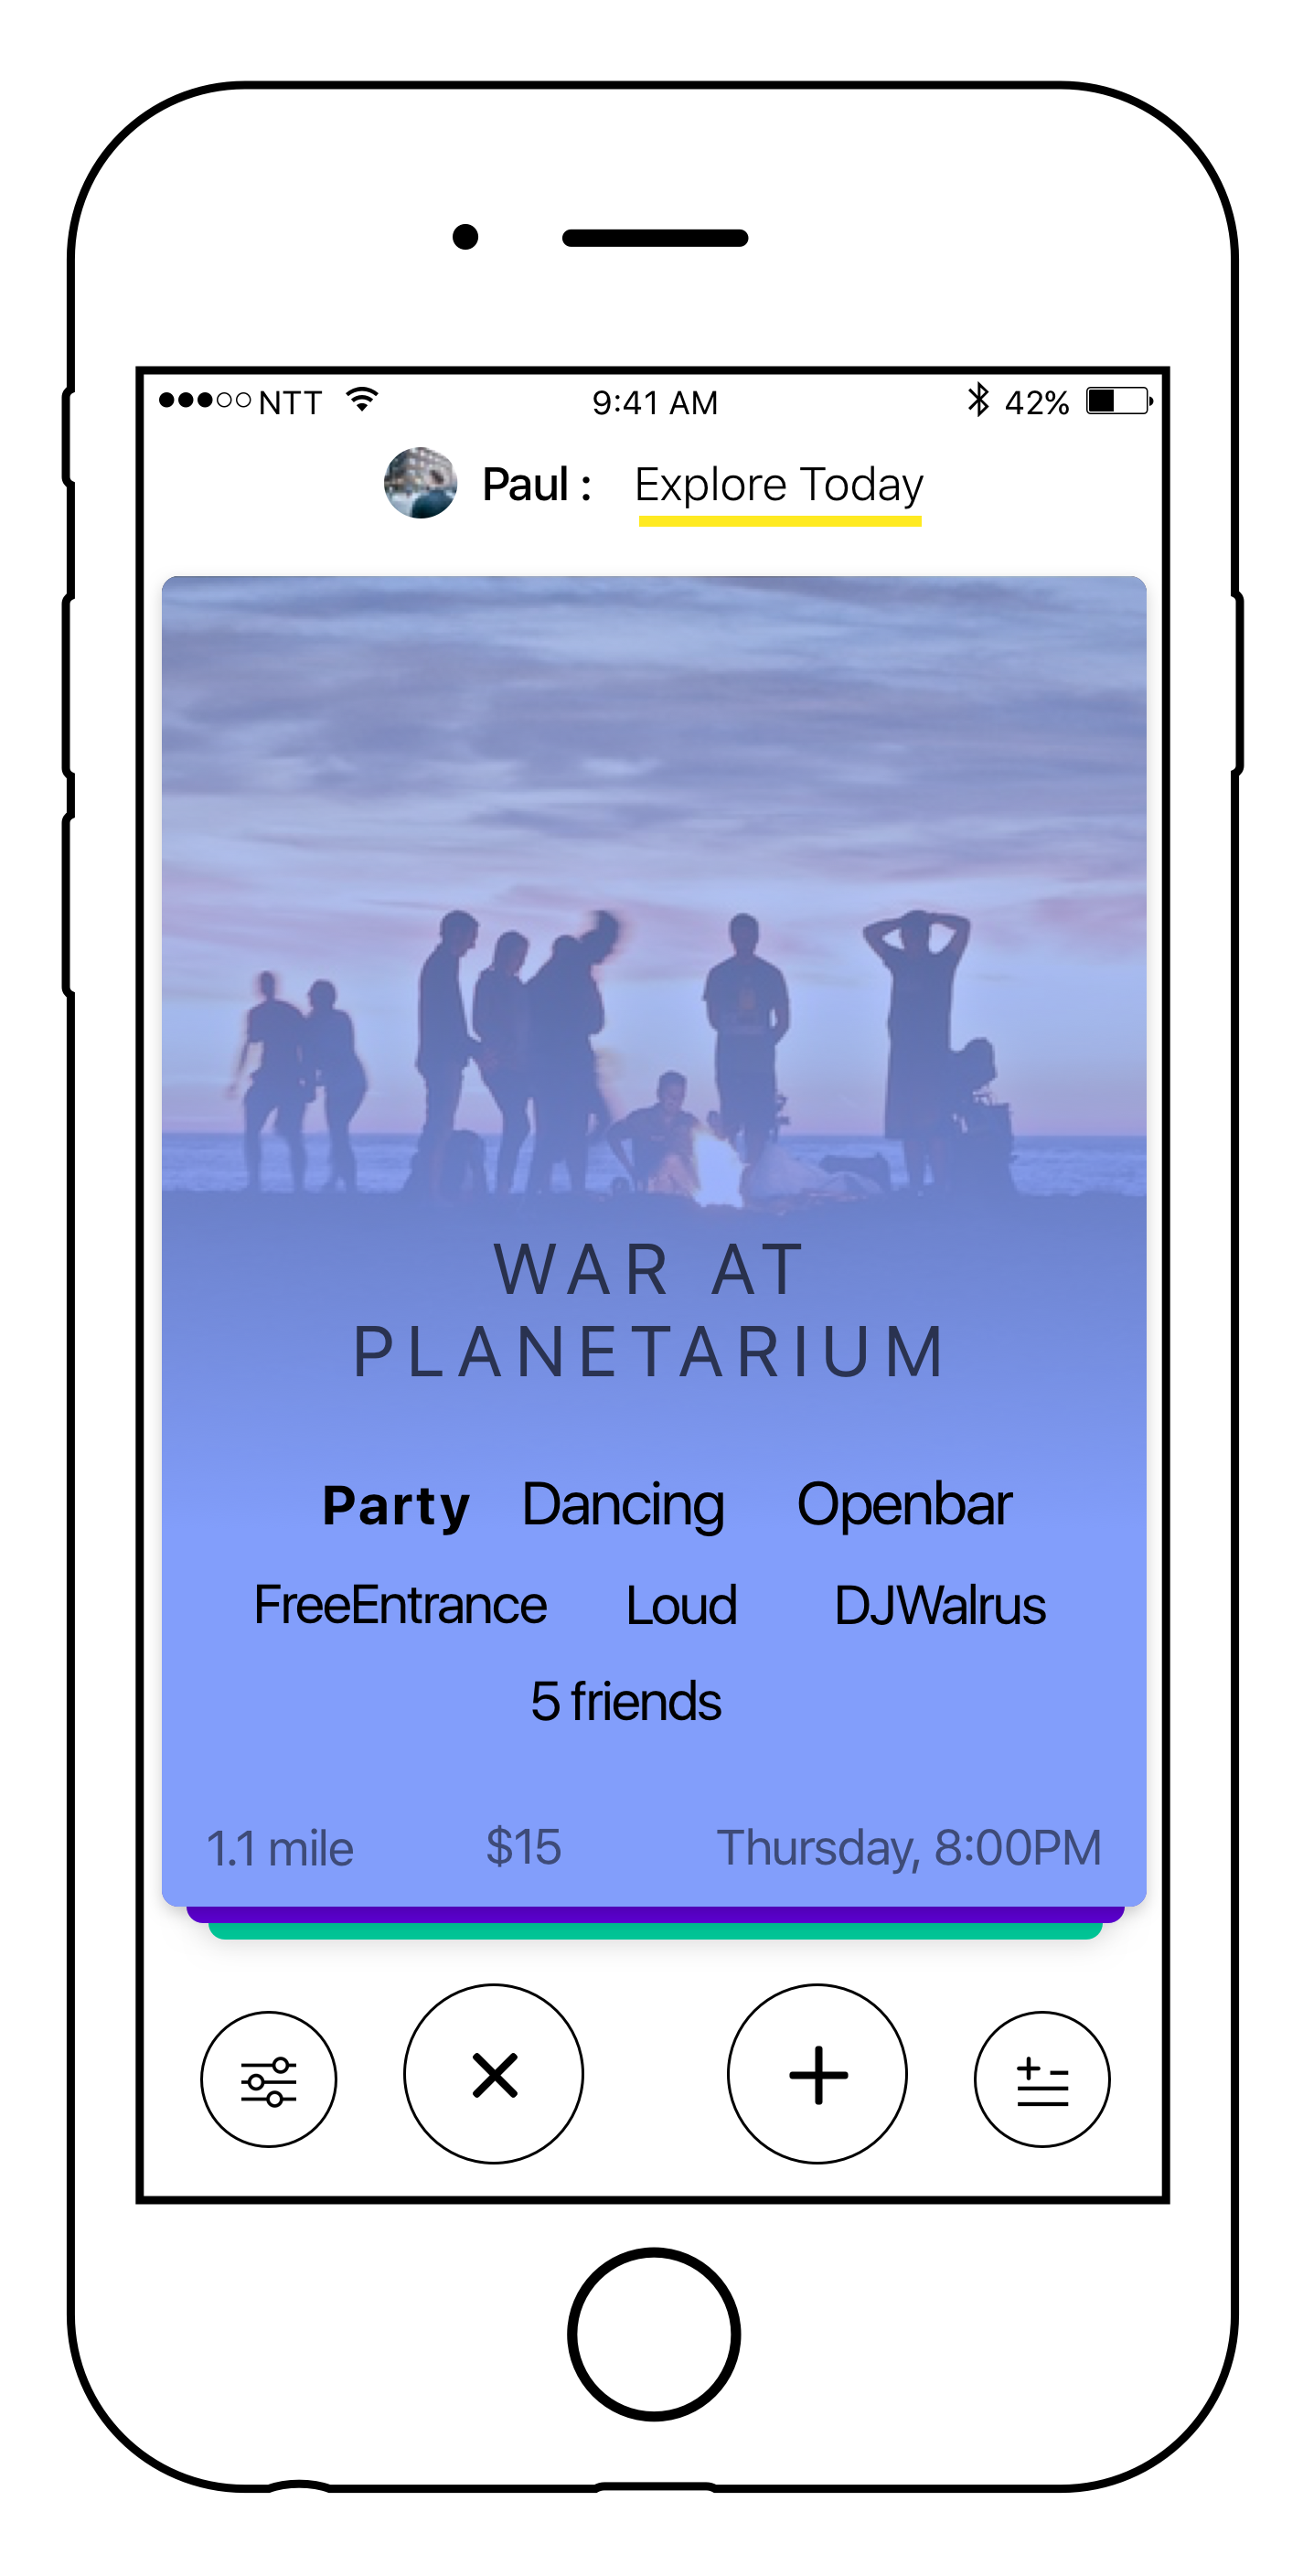 NTT 9:41 AM 42%
Paul : Explore Today
WAR AT
PLANETARIUM
Party Dancing Openbar
FreeEntrance Loud DJWalrus
5 friends
1.1 mile $15 Thursday, 8:00PM